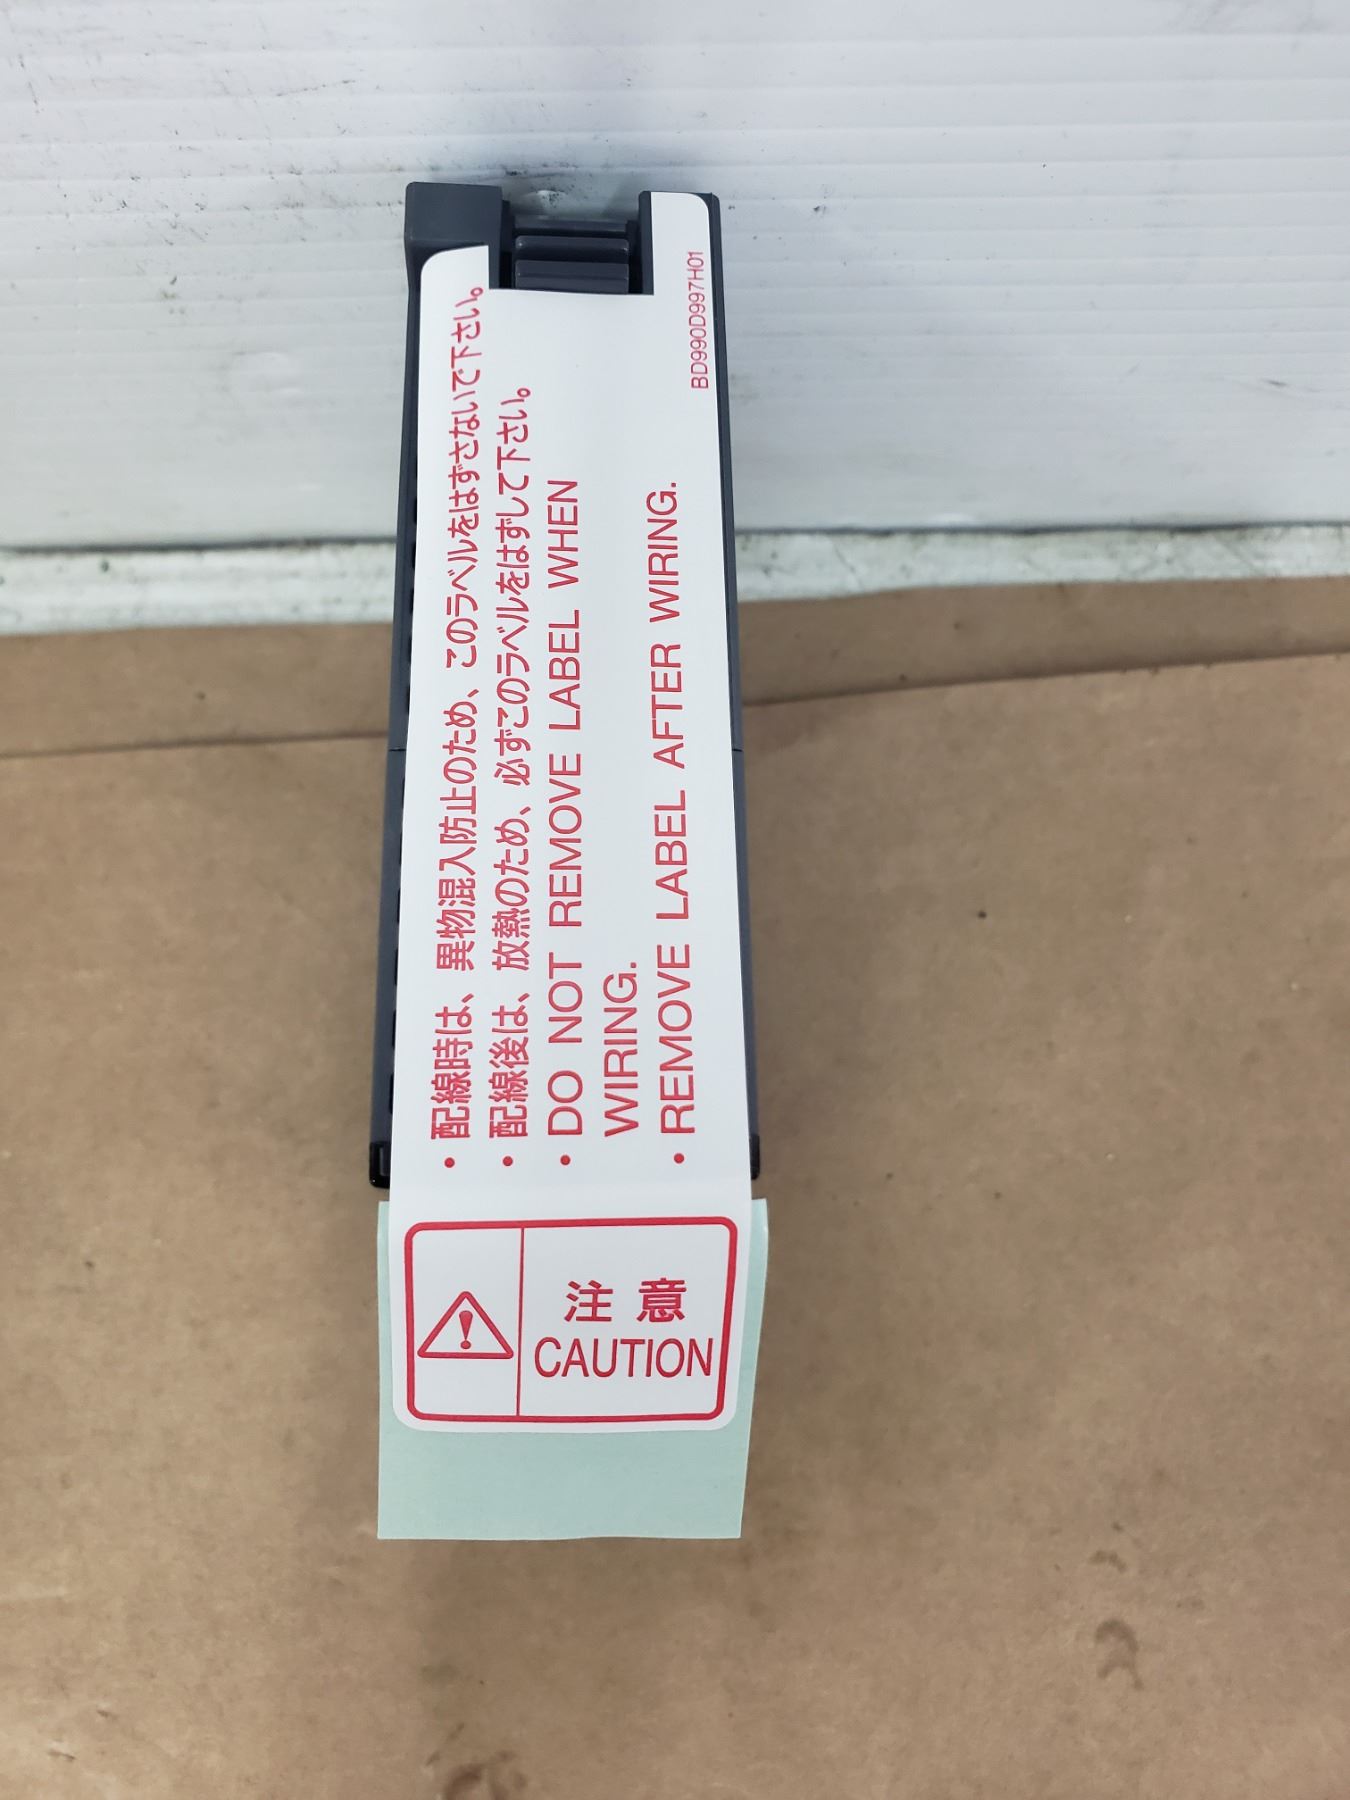 注意
CAUTION
・配線時は、異物混入防止のため、このラベルをはずさないで下さい。
・配線後は、放熱のため、必ずこのラベルをはずして下さい。
・DO NOT REMOVE LABEL WHEN
WIRING.
・REMOVE LABEL AFTER WIRING.
BD990D997H01